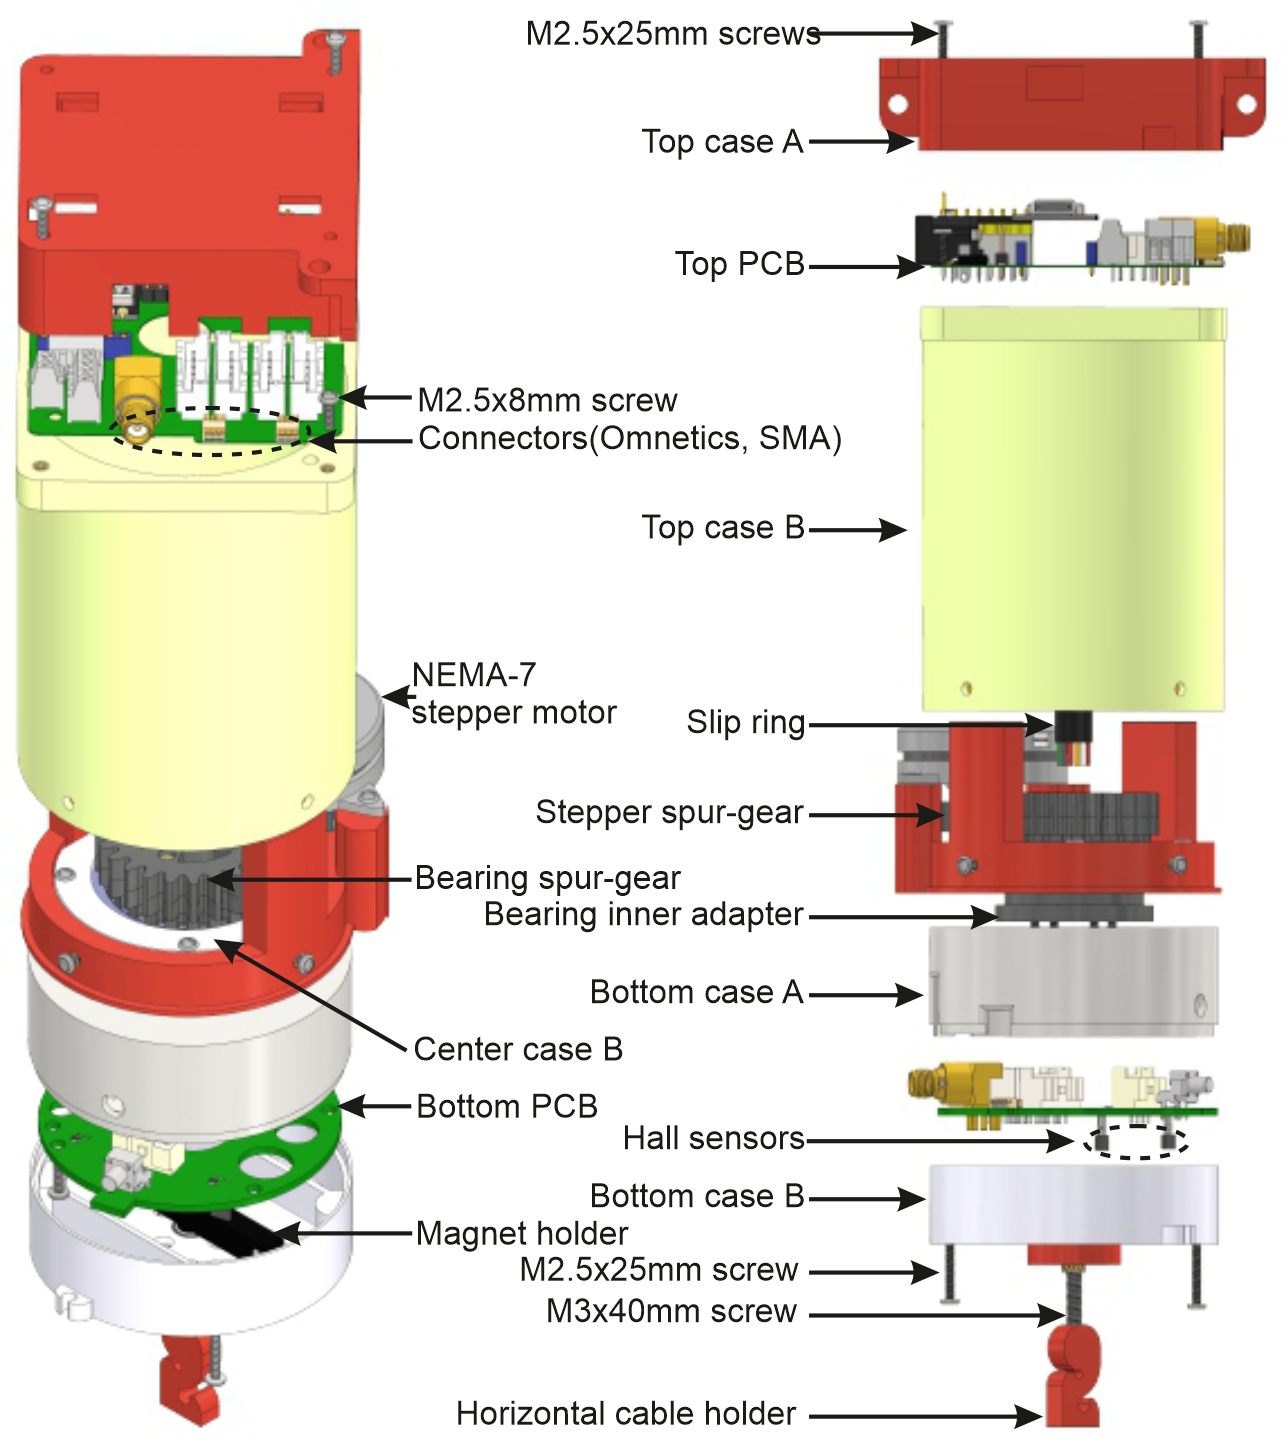 M2.5x25mm screws
Top case A
Top PCB
M2.5x8mm screw
Connectors(Omnetics, SMA)
Top case B
NEMA-7
stepper motor
Slip ring
Stepper spur-gear
Bearing spur-gear
Bearing inner adapter
Bottom case A
Center case B
Bottom PCB
Hall sensors
Bottom case B
Magnet holder
M2.5x25mm screw
M3x40mm screw
Horizontal cable holder